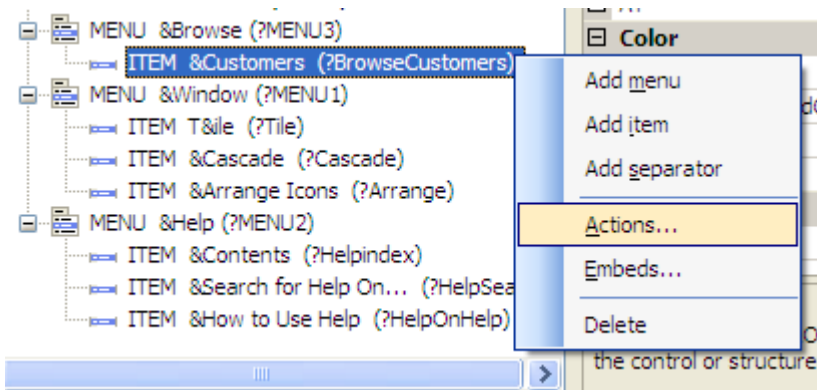 MENU &Browse (?MENU3)
ITEM &Customers (?BrowseCustomers)
MENU &Window (?MENU1)
ITEM T&ile (?Tile)
ITEM &Cascade (?Cascade)
ITEM &Arrange Icons (?Arrange)
MENU &Help (?MENU2)
ITEM &Contents (?Helpindex)
ITEM &Search for Help On... (?HelpSea
ITEM &How to Use Help (?HelpOnHelp)
Color
Add menu
Add item
Add separator
Actions...
Embeds...
Delete
the control or structure